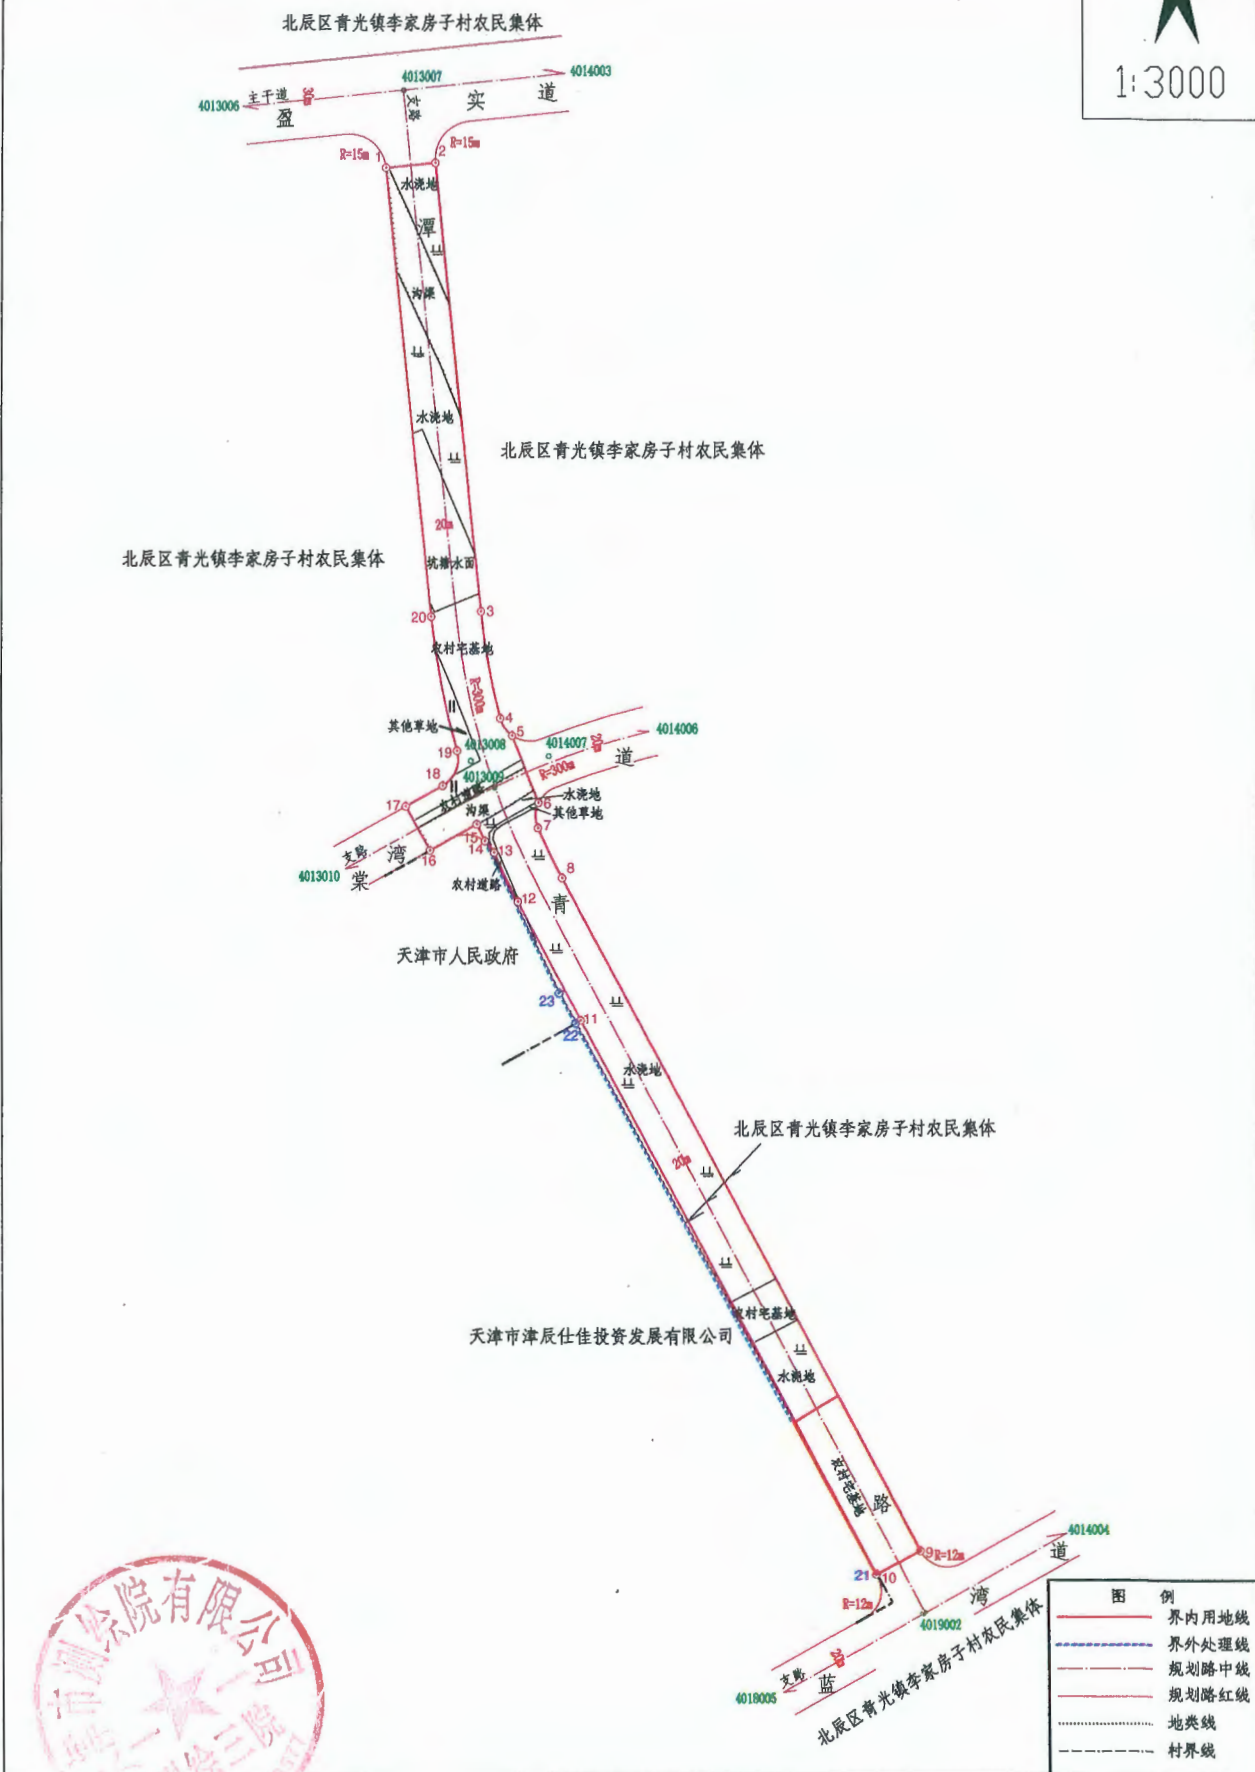 北辰区青光镇李家房子村农民集体
1:3000
4013007
4014003
4013006
主干道
30m
盈
支路
实
道
R=15m
1
2
R=15m
水浇地
潭
沟渠
水浇地
北辰区青光镇李家房子村农民集体
20m
北辰区青光镇李家房子村农民集体
坑塘水面
20
3
农村宅基地
R=300m
其他草地
4
5
4014006
19
4013008
4014007
20m
道
18
4013009
R=300m
17
农村道路
水浇地
6
沟渠
其他草地
7
15
14
13
支路
湾
16
4013010
棠
农村道路
8
12
青
天津市人民政府
23
11
22
水浇地
北辰区青光镇李家房子村农民集体
20m
农村宅基地
天津市津辰仕佳投资发展有限公司
水浇地
农村宅基地
路
4014004
道
9
R=12m
21
10
R=12m
湾
4019002
支路
20m
4018005
蓝
北辰区青光镇李家房子村农民集体
图 例
界内用地线
界外处理线
规划路中线
规划路红线
地类线
村界线
市测绘院有限公司